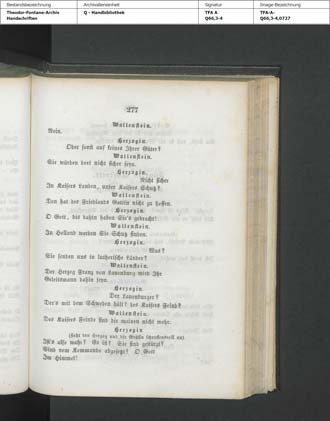 Bestandsbezeichnung
Archivalieneinheit
Signatur
Image-Bezeichnung
Theodor-Fontane-Archiv
Handschriften
Q - Handbibliothek
TFA A
Q66,3-4
TFA-A-
Q66,3-4,0727
277
Wallenstein.
Nein.
Herzogin.
Oder sonst auf keines Ihrer Güter?
Wallenstein.
Sie würden dort nicht sicher seyn.
Herzogin.
Nicht sicher
In Kaisers Landen, unter Kaisers Schutz?
Wallenstein.
Den hat des Friedlands Gattin nicht zu hoffen.
Herzogin.
O Gott, bis dahin haben Sie's gebracht!
Wallenstein.
In Holland werden Sie Schutz finden.
Herzogin.
Was?
Sie senden uns in lutherische Länder?
Wallenstein.
Der Herzog Franz von Lauenburg wird Ihr
Geleitsmann dahin seyn.
Herzogin.
Der Lauenburger?
Der's mit dem Schweden hält? des Kaisers Feind?
Wallenstein.
Des Kaisers Feinde sind die meinen nicht mehr.
Herzogin
(sieht den Herzog und die Gräfin schreckensvoll an).
Ist's also wahr? Es ist? Sie sind gestürzt?
Sind vom Kommando abgesetzt? O Gott
Im Himmel!